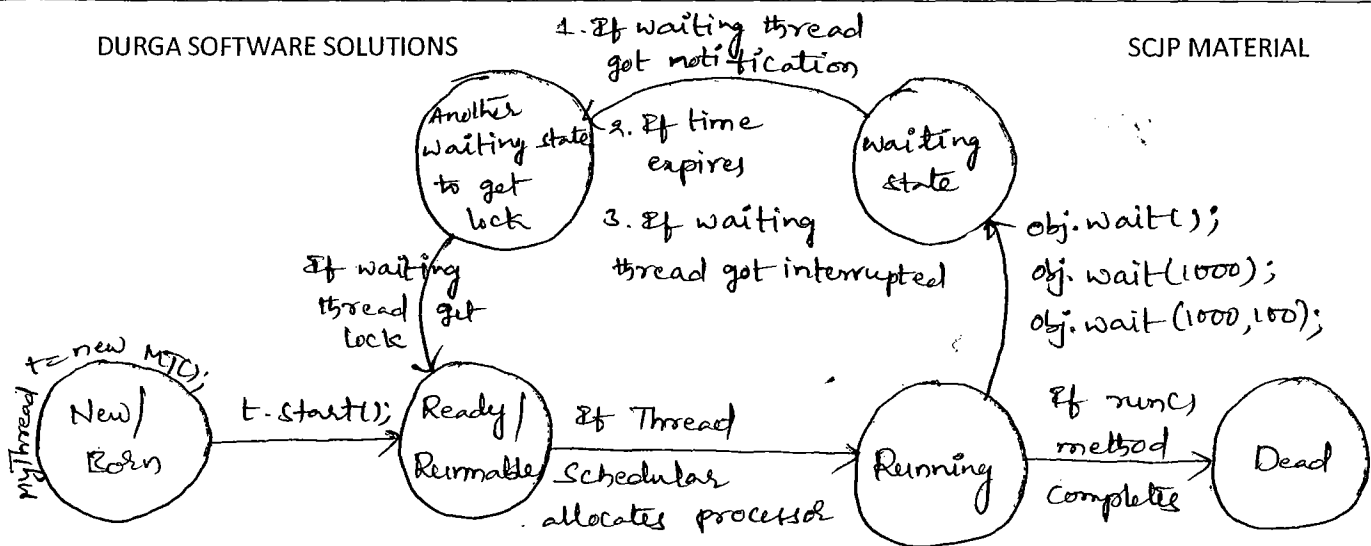 DURGA SOFTWARE SOLUTIONS
SCJP MATERIAL
1. If waiting thread
got notification
2. If time
expires
3. If waiting
thread got interrupted
Another
waiting state
to get
lock
waiting
state
obj.wait();
obj.wait(1000);
obj.wait(1000,100);
If waiting
thread get
lock
MyThread t = new MT();
New/
Born
t.start();
Ready/
Runnable
If Thread
Schedular
allocates processor
Running
If run()
method
completes
Dead